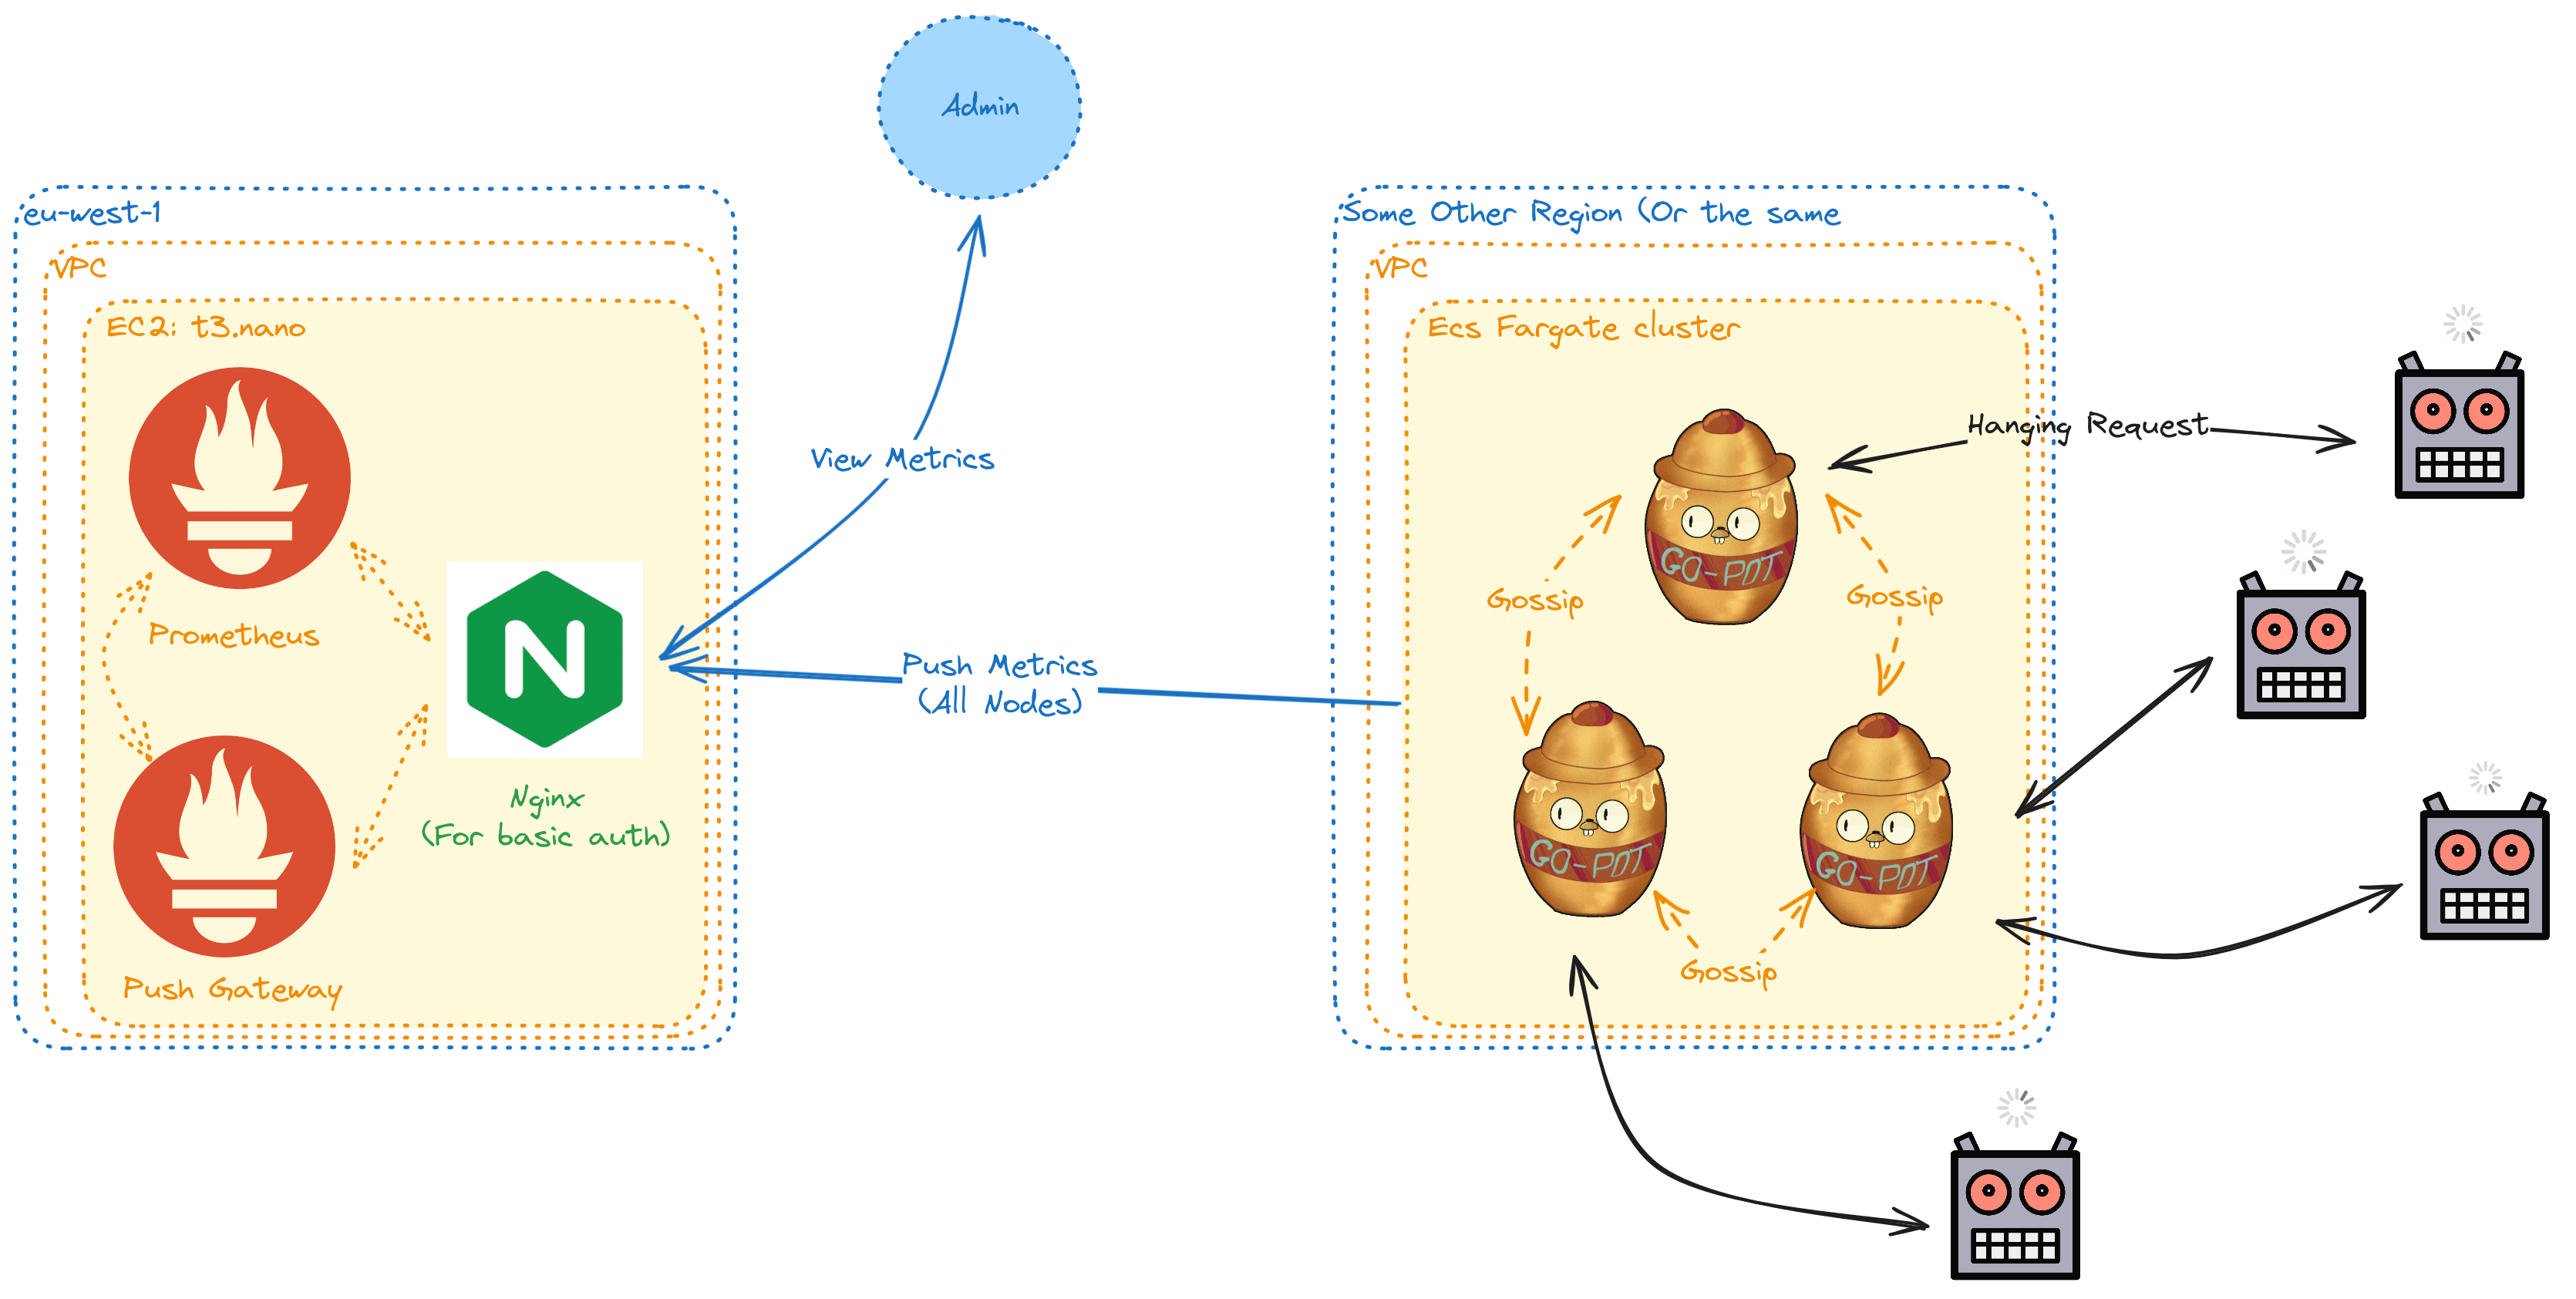 Admin
eu-west-1
VPC
EC2: t3.nano
Prometheus
Push Gateway
N
Nginx
(For basic auth)
View Metrics
Push Metrics
(All Nodes)
Some Other Region (Or the same
VPC
Ecs Fargate cluster
GO-POT
Gossip
Gossip
GO-POT
GO-POT
Gossip
Hanging Request